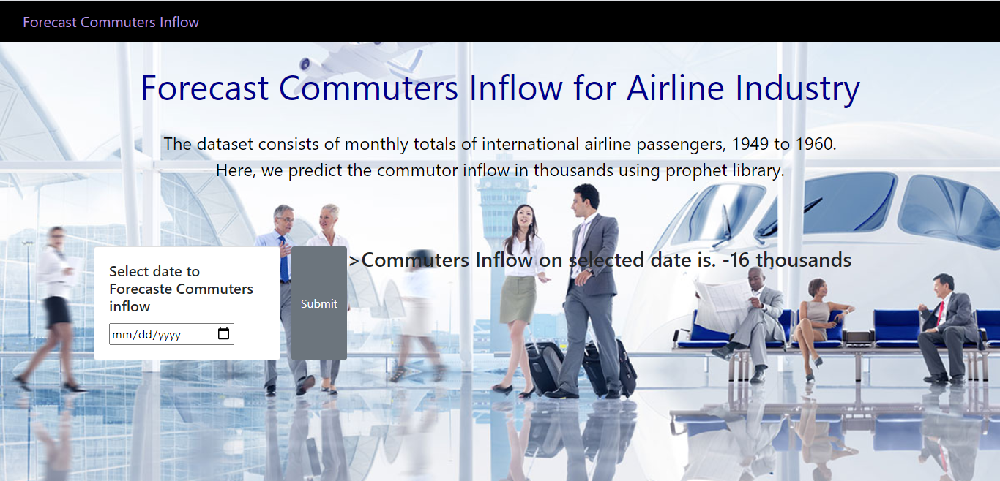 Forecast Commuters Inflow
Forecast Commuters Inflow for Airline Industry
The dataset consists of monthly totals of international airline passengers, 1949 to 1960.
Here, we predict the commutor inflow in thousands using prophet library.
Select date to
Forecaste Commuters
inflow
mm/dd/yyyy
Submit
>Commuters Inflow on selected date is. -16 thousands